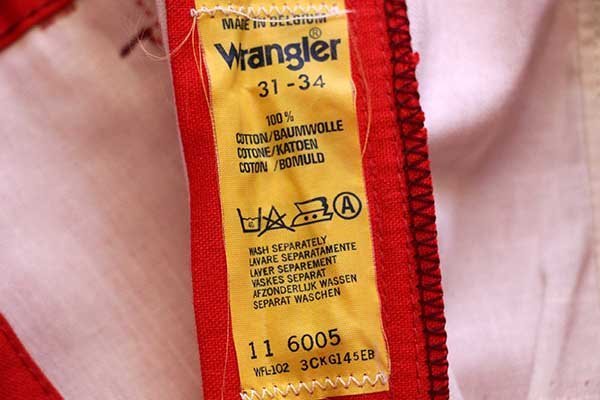 MADE IN BELGIUM
Wrangler®
31-34
100%
COTTON/BAUMWOLLE
COTONE/KATOEN
COTON/BOMULD
A
WASH SEPARATELY
LAVARE SEPARATAMENTE
LAVER SEPAREMENT
VASKES SEPARAT
AFZONDERLIJK WASSEN
SEPARAT WASCHEN
11 6005
WFL-102 3CKG145EB